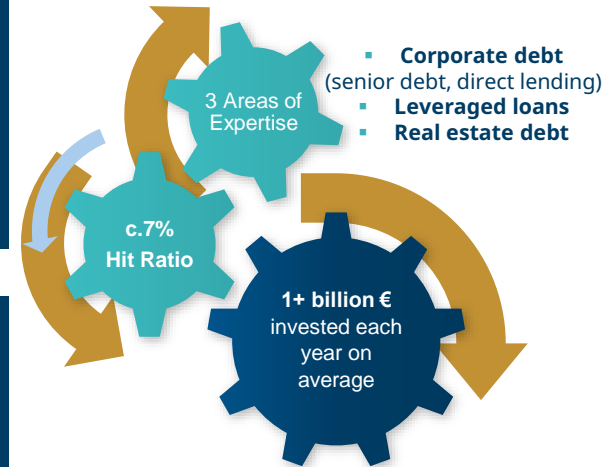 3 Areas of
Expertise
▪ Corporate debt
(senior debt, direct lending)
▪ Leveraged loans
▪ Real estate debt
c.7%
Hit Ratio
1+ billion €
invested each
year on
average